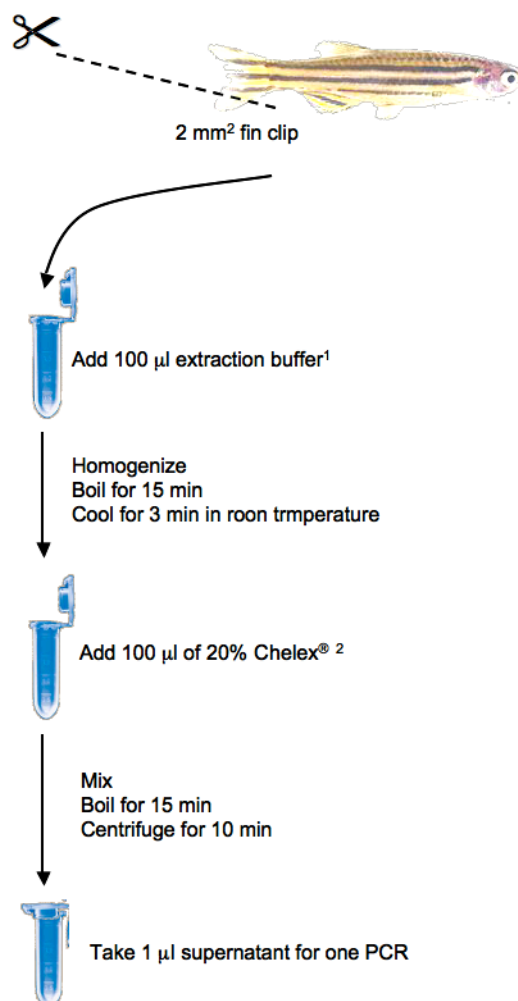 2 mm² fin clip
Add 100 μl extraction buffer¹
Homogenize
Boil for 15 min
Cool for 3 min in roon trmperature
Add 100 μl of 20% Chelex® ²
Mix
Boil for 15 min
Centrifuge for 10 min
Take 1 μl supernatant for one PCR